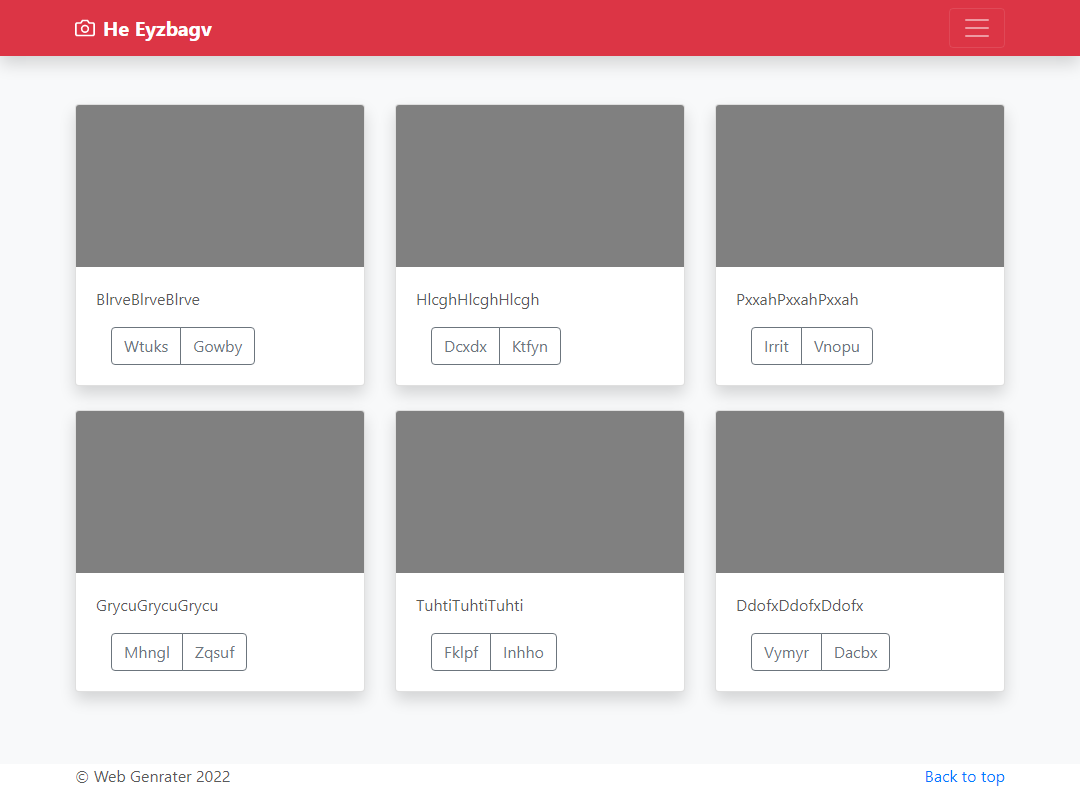 He Eyzbagv
BlrveBlrveBlrve
Wtuks Gowby
HlcghHlcghHlcgh
Dcxdx Ktfyn
PxxahPxxahPxxah
Irrit Vnopu
GrycuGrycuGrycu
Mhngl Zqsuf
TuhtiTuhtiTuhti
Fklpf Inhho
DdofxDdofxDdofx
Vymyr Dacbx
© Web Genrater 2022
Back to top